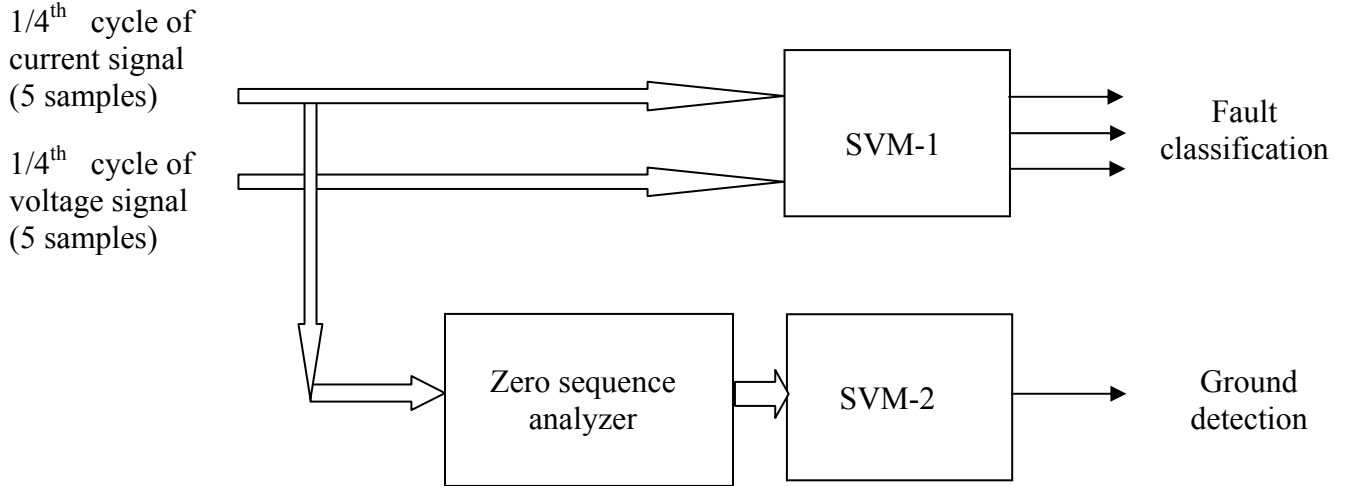 1/4th cycle of
current signal
(5 samples)
1/4th cycle of
voltage signal
(5 samples)
SVM-1
Fault
classification
Zero sequence
analyzer
SVM-2
Ground
detection